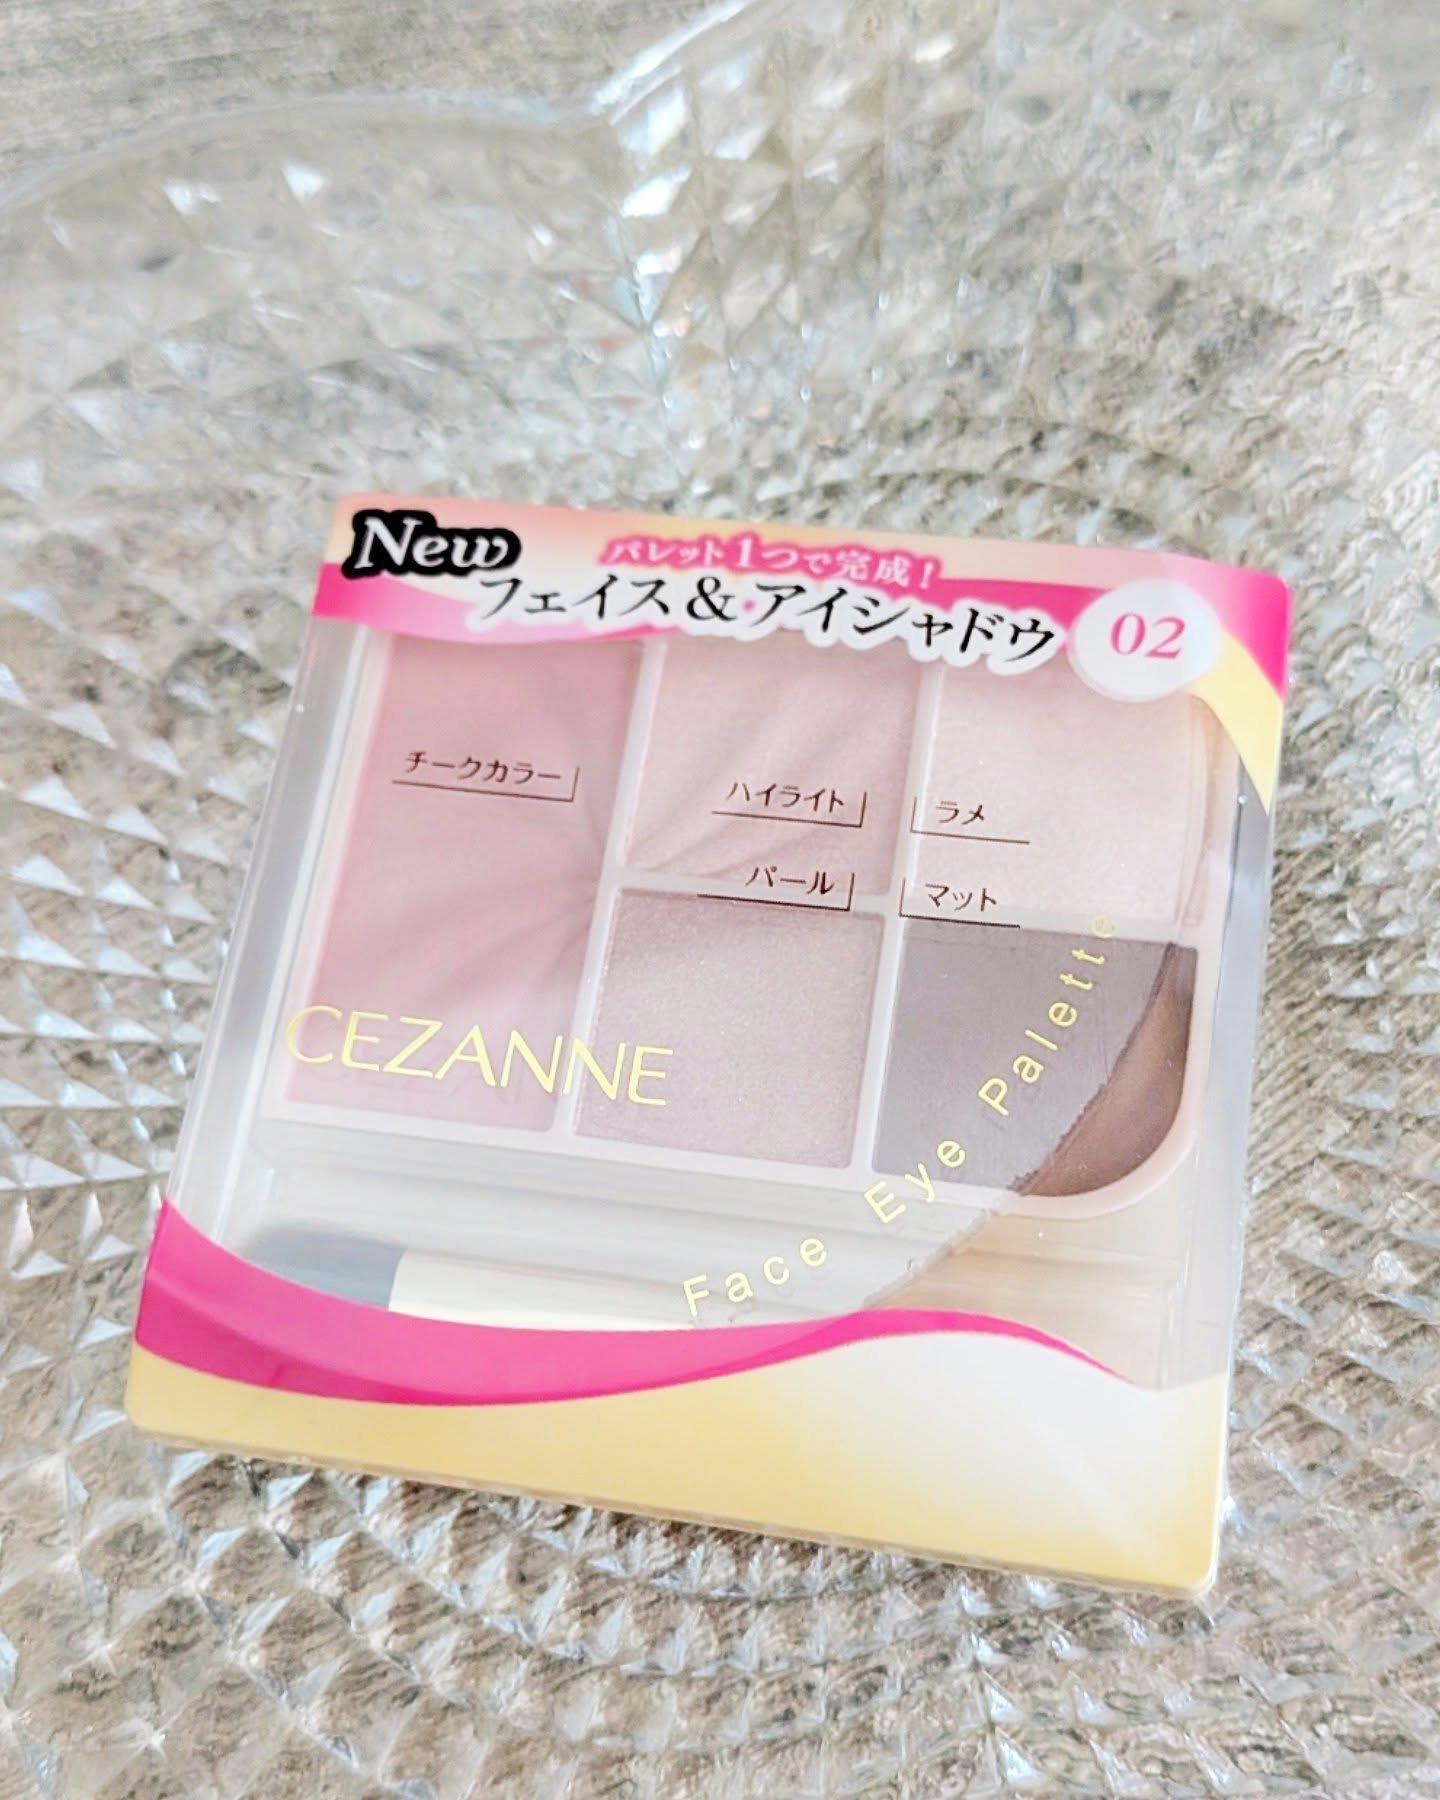 New
パレット1つで完成!
フェイス&アイシャドウ
02
チークカラー
ハイライト
ラメ
パール
マット
CEZANNE
Face Eye Palette